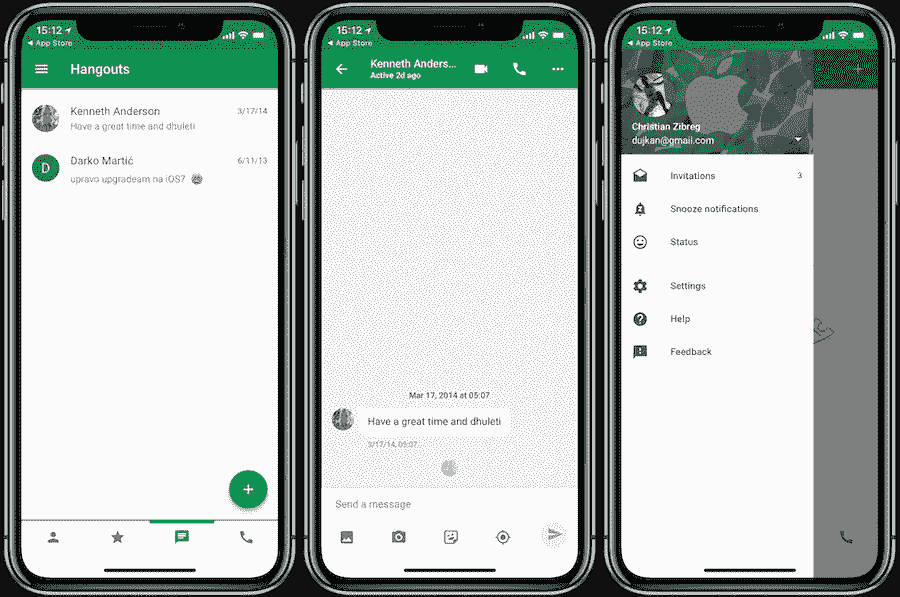 15:12
App Store
Hangouts
Kenneth Anderson 3/17/14
Have a great time and dhuleti
D
Darko Martić 6/11/13
upravo upgradeam na iOS7
15:12
App Store
Kenneth Anders...
Active 2d ago
Mar 17, 2014 at 05:07
Have a great time and dhuleti
3/17/14, 05:07
Send a message
15:12
App Store
Christian Zibreg
dujkan@gmail.com
Invitations 3
Snooze notifications
Status
Settings
Help
Feedback